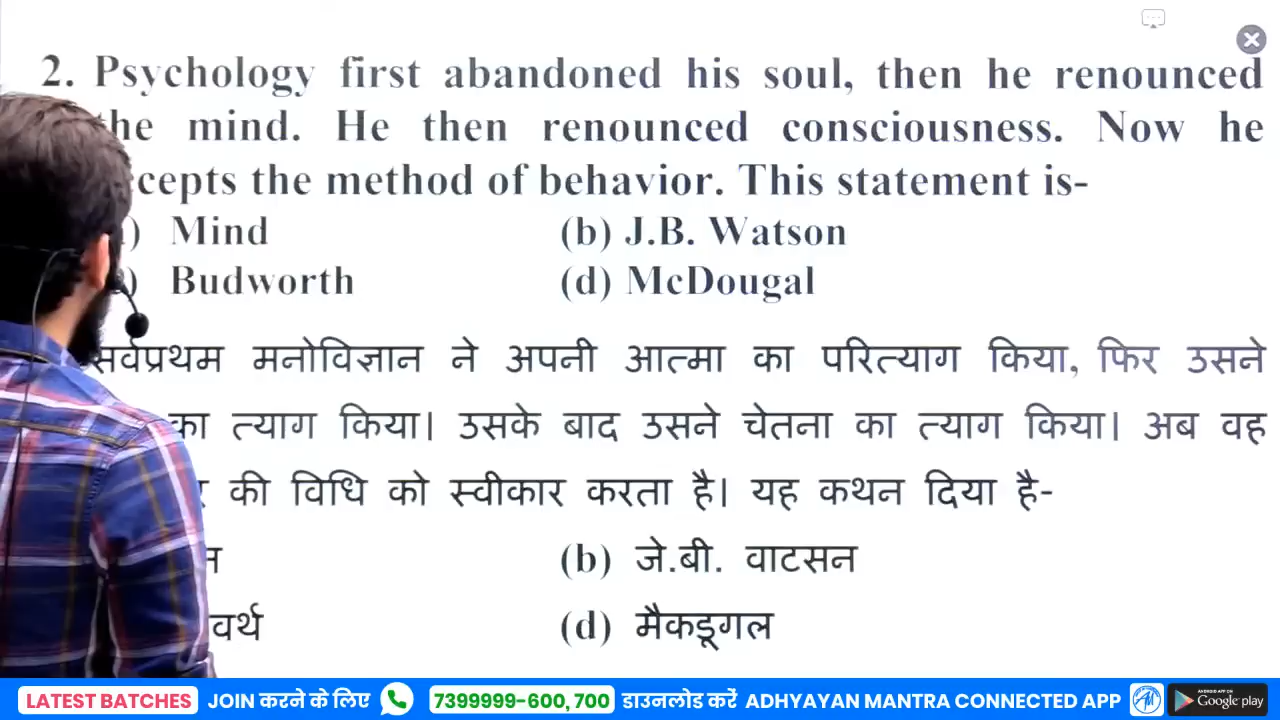 2. Psychology first abandoned his soul, then he renounced
the mind. He then renounced consciousness. Now he
the method of behavior. This statement is-
Mind (b) J.B. Watson
Budworth (d) McDougal
सर्वप्रथम मनोविज्ञान ने अपनी आत्मा का परित्याग किया, फिर उसने
का त्याग किया। उसके बाद उसने चेतना का त्याग किया। अब वह
की विधि को स्वीकार करता है। यह कथन दिया है-
(b) जे.बी. वाटसन
(d) मैकडूगल
LATEST BATCHES JOIN करने के लिए 7399999-600, 700 डाउनलोड करें ADHYAYAN MANTRA CONNECTED APP ANDROID APP ON Google play